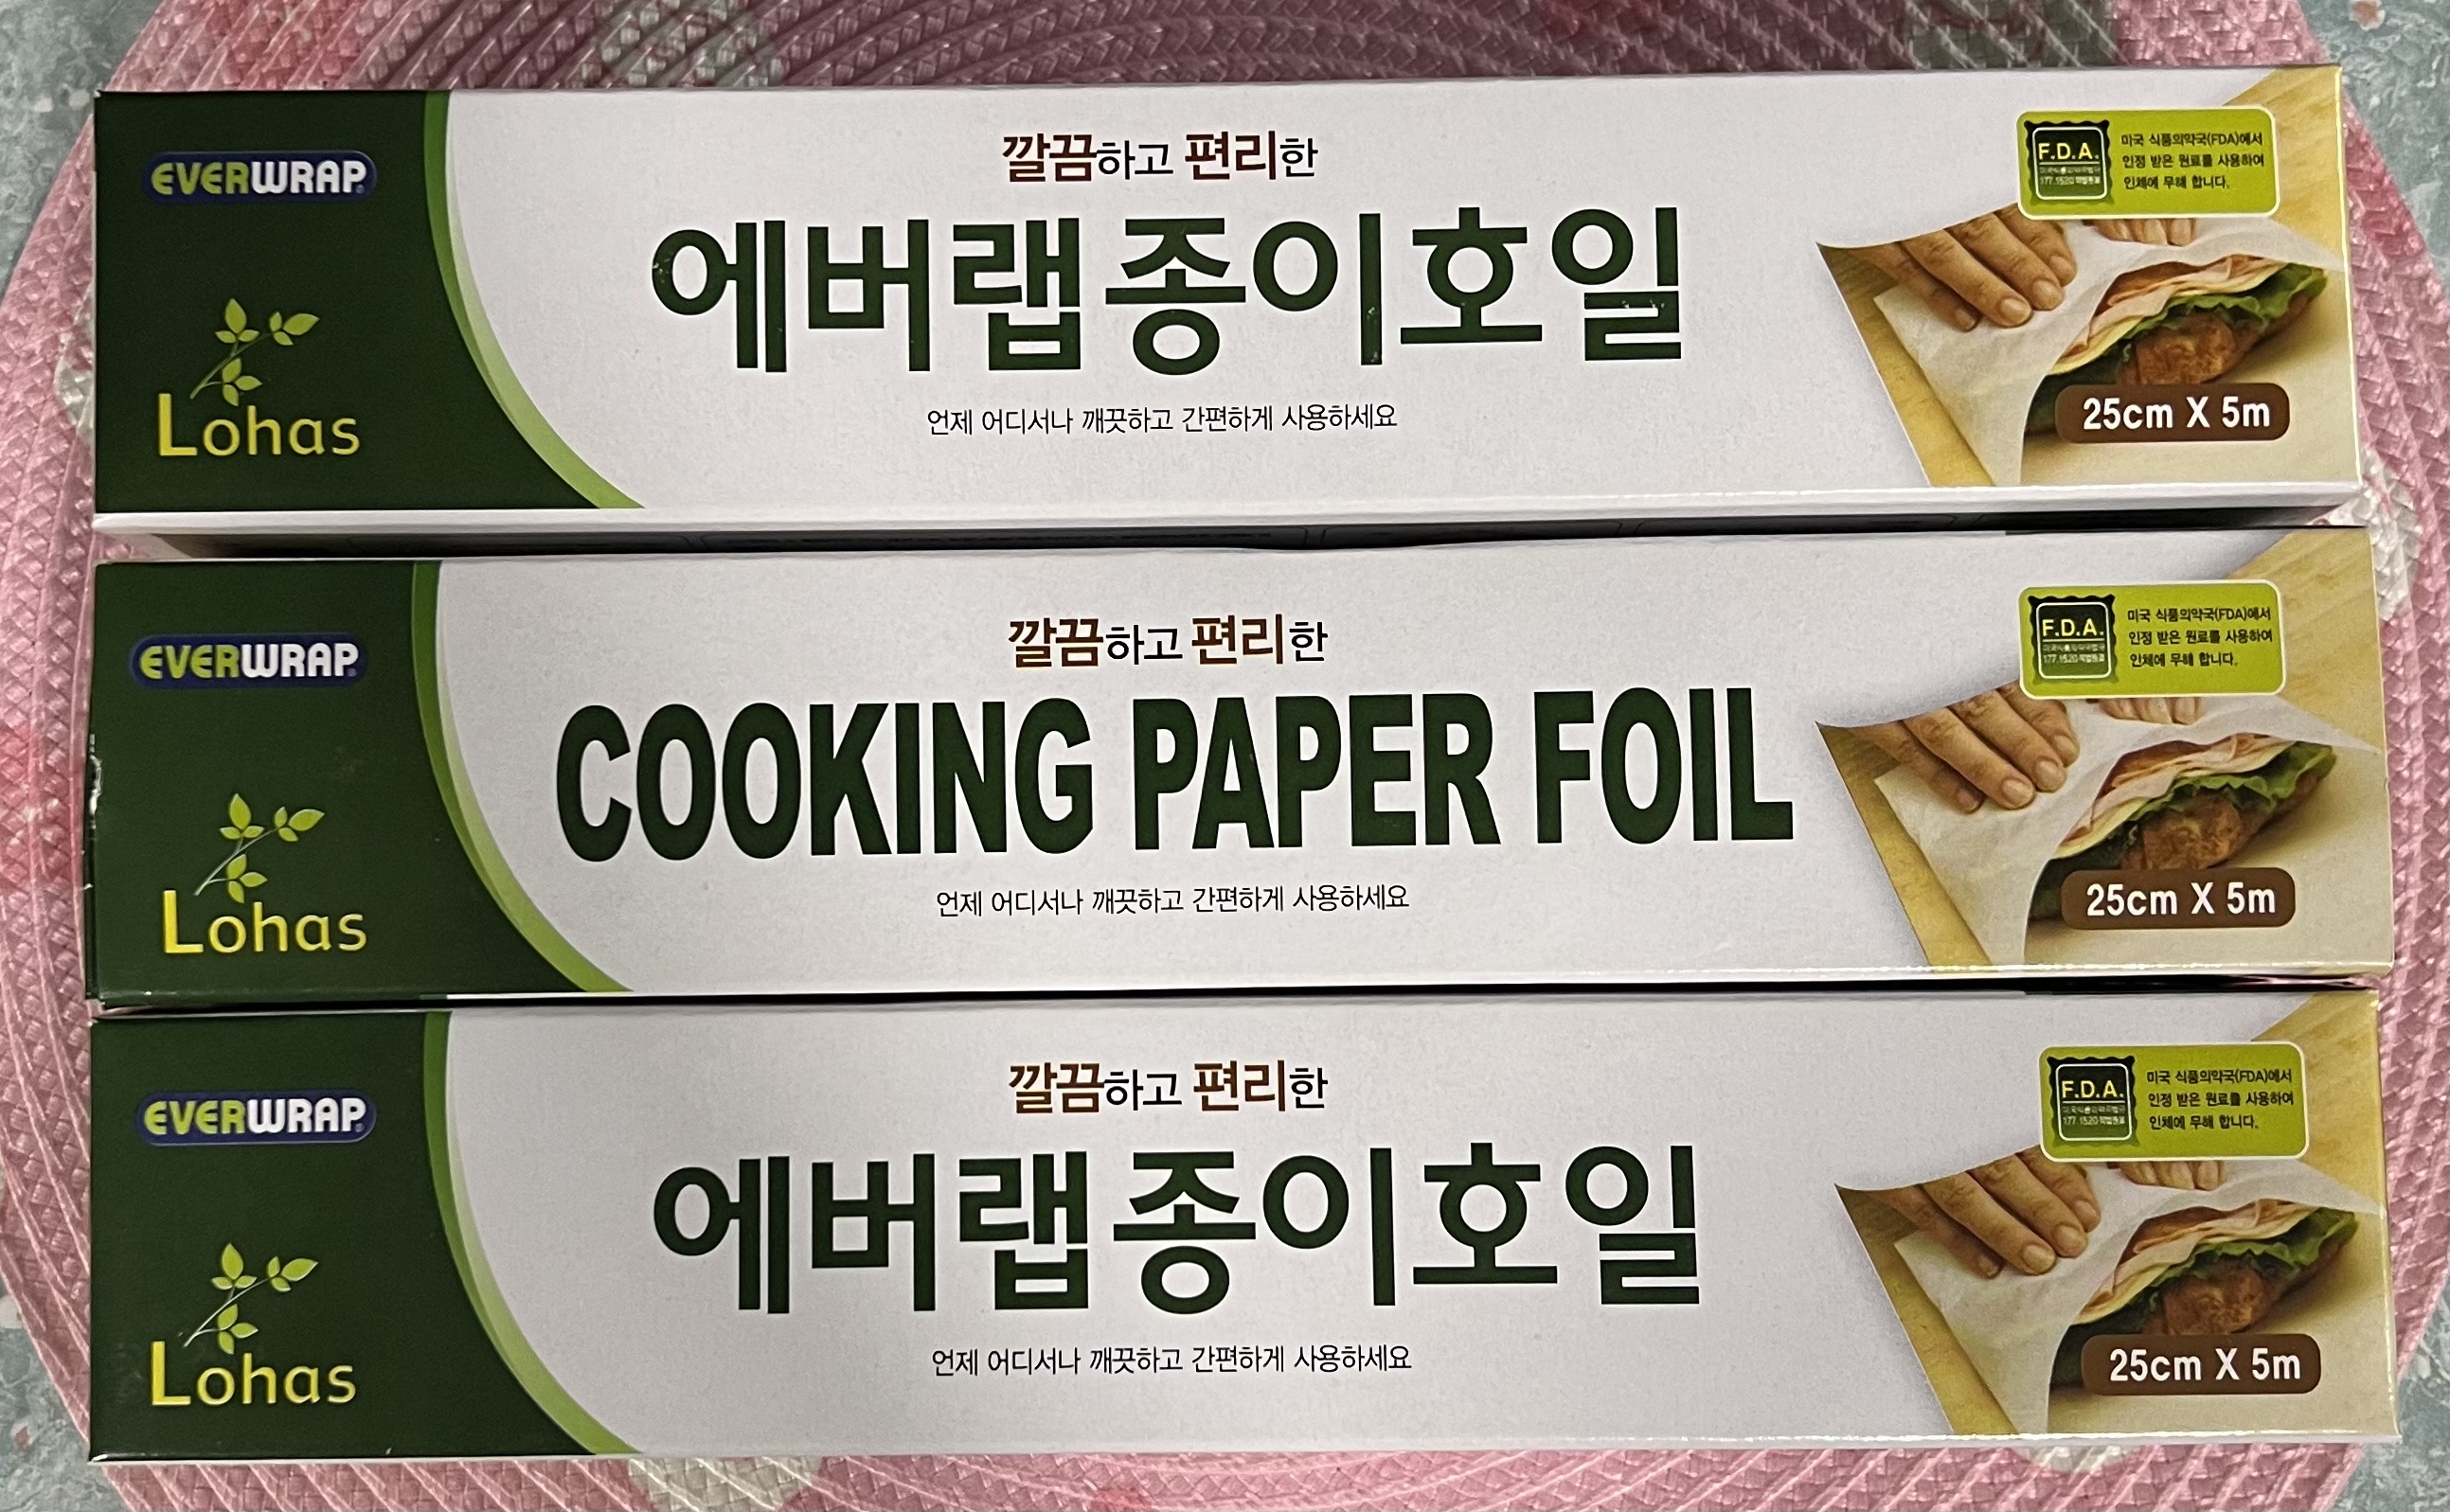 EVERWRAP
Lohas
깔끔하고 편리한
에버랩종이호일
언제 어디서나 깨끗하고 간편하게 사용하세요
F.D.A.
미국 식품의약국(FDA)에서
인정 받은 원료를 사용하여
인체에 무해 합니다.
25cm X 5m
EVERWRAP
Lohas
깔끔하고 편리한
COOKING PAPER FOIL
언제 어디서나 깨끗하고 간편하게 사용하세요
F.D.A.
미국 식품의약국(FDA)에서
인정 받은 원료를 사용하여
인체에 무해 합니다.
25cm X 5m
EVERWRAP
Lohas
깔끔하고 편리한
에버랩종이호일
언제 어디서나 깨끗하고 간편하게 사용하세요
F.D.A.
미국 식품의약국(FDA)에서
인정 받은 원료를 사용하여
인체에 무해 합니다.
25cm X 5m